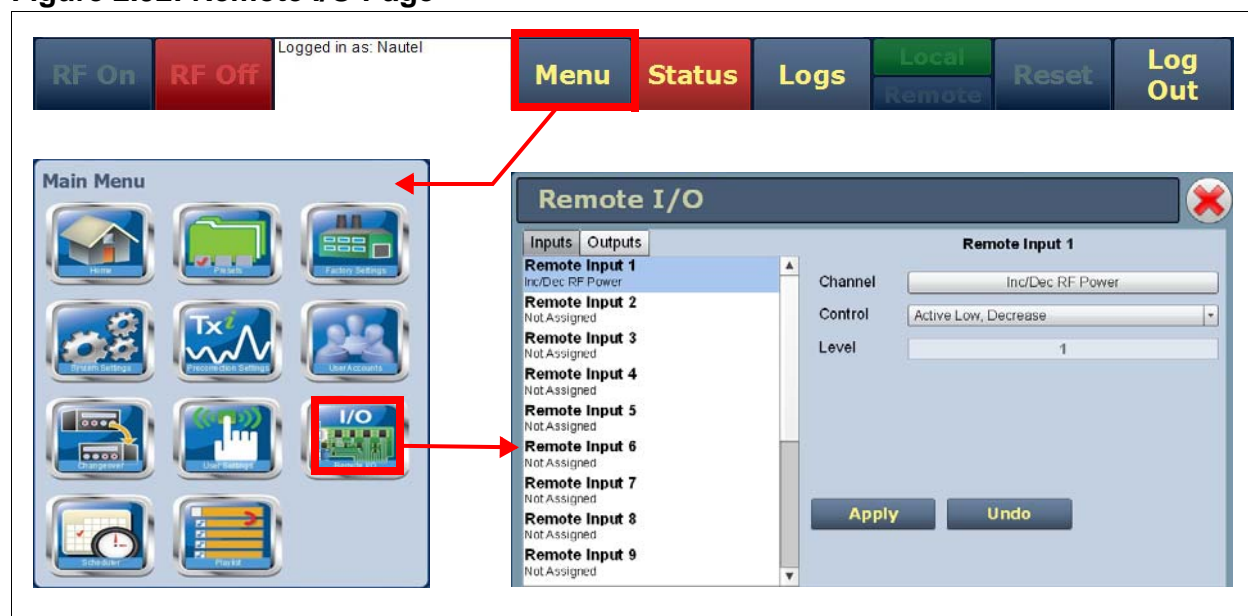 Figure 2.52: Remote I/O Page
RF On
RF Off
Logged in as: Nautel
Menu
Status
Logs
Local
Remote
Reset
Log
Out
Main Menu
Home
Presets
Factory Settings
System Settings
Txi
Precorrection Settings
User Accounts
Changeover
User Settings
I/O
Remote I/O
Scheduler
Playlist
Remote I/O
Inputs Outputs
Remote Input 1
Remote Input 1
Inc/Dec RF Power
Remote Input 2
Not Assigned
Remote Input 3
Not Assigned
Remote Input 4
Not Assigned
Remote Input 5
Not Assigned
Remote Input 6
Not Assigned
Remote Input 7
Not Assigned
Remote Input 8
Not Assigned
Remote Input 9
Not Assigned
Channel Inc/Dec RF Power
Control Active Low, Decrease
Level 1
Apply Undo